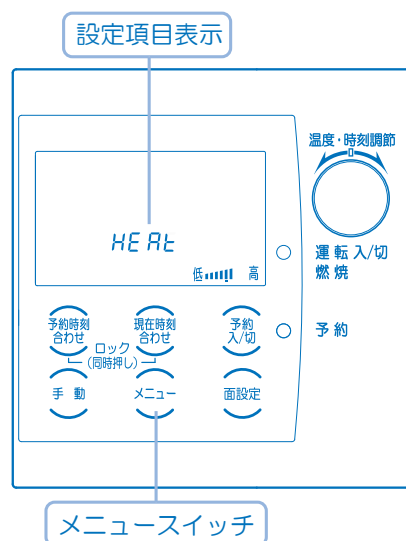 設定項目表示
温度・時刻調節
HEAt
低 高
運転 入/切
燃焼
予約時刻
合わせ
現在時刻
合わせ
予約
入/切
予約
ロック
(同時押し)
手動
メニュー
面設定
メニュースイッチ